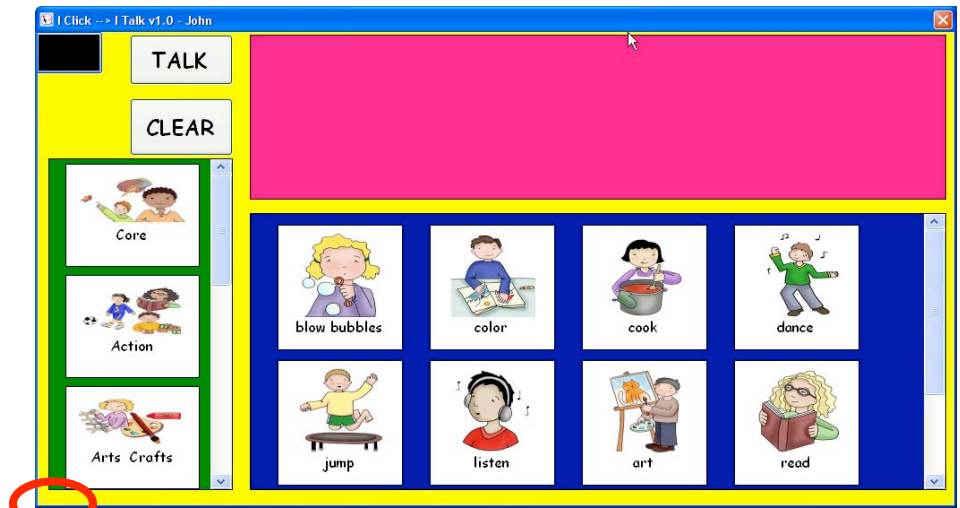 I Click --> I Talk v1.0 - John
TALK
CLEAR
Core
Action
Arts Crafts
blow bubbles
color
cook
dance
jump
listen
art
read